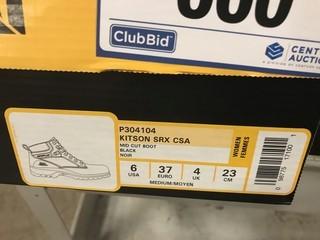 ClubBid
P304104
KITSON SRX CSA
MID CUT BOOT
BLACK
NOIR
WOMEN
FEMMES
6
USA
37
EURO
4
UK
23
CM
MEDIUM/MOYEN